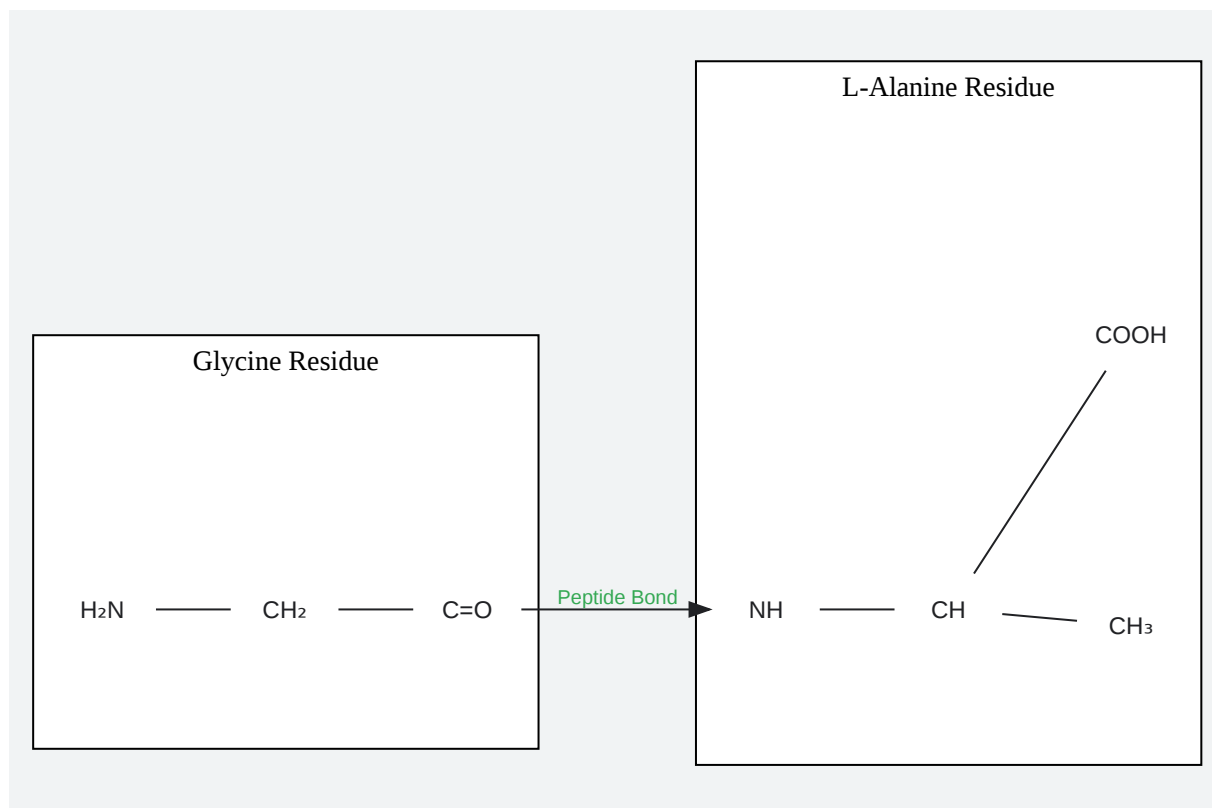 L-Alanine Residue
COOH
Glycine Residue
H₂N CH₂ C=O Peptide Bond NH CH CH₃